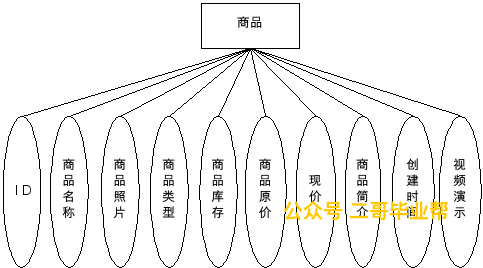 商品
ID
商品名称
商品照片
商品类型
商品库存
商品原价
现价
商品简介
创建时间
视频演示
公众号 二哥毕业帮